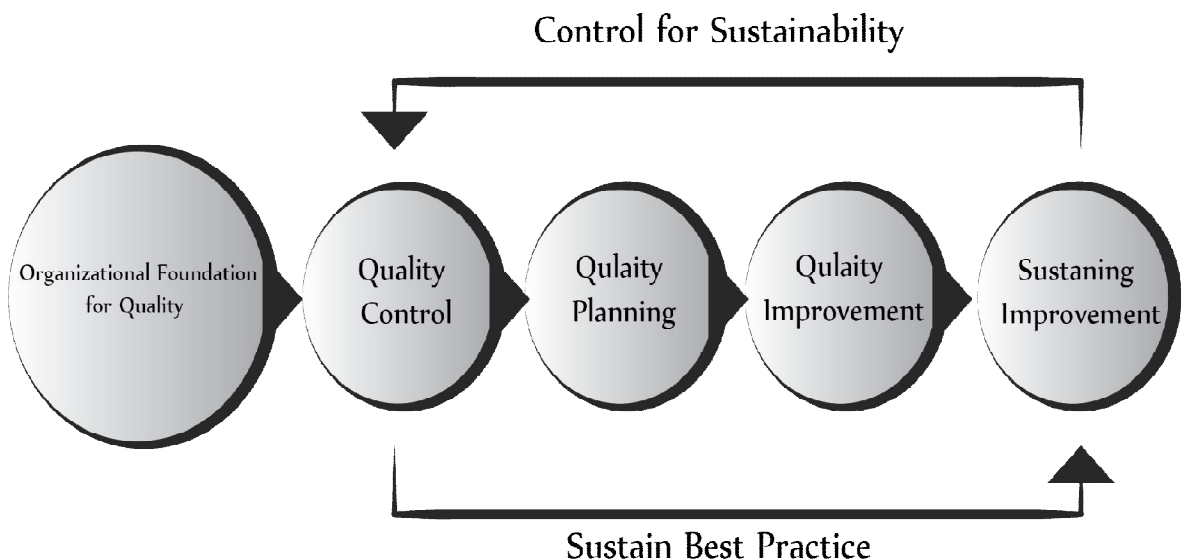 Control for Sustainability
Organizational Foundation
for Quality
Quality
Control
Qulaity
Planning
Qulaity
Improvement
Sustaning
Improvement
Sustain Best Practice